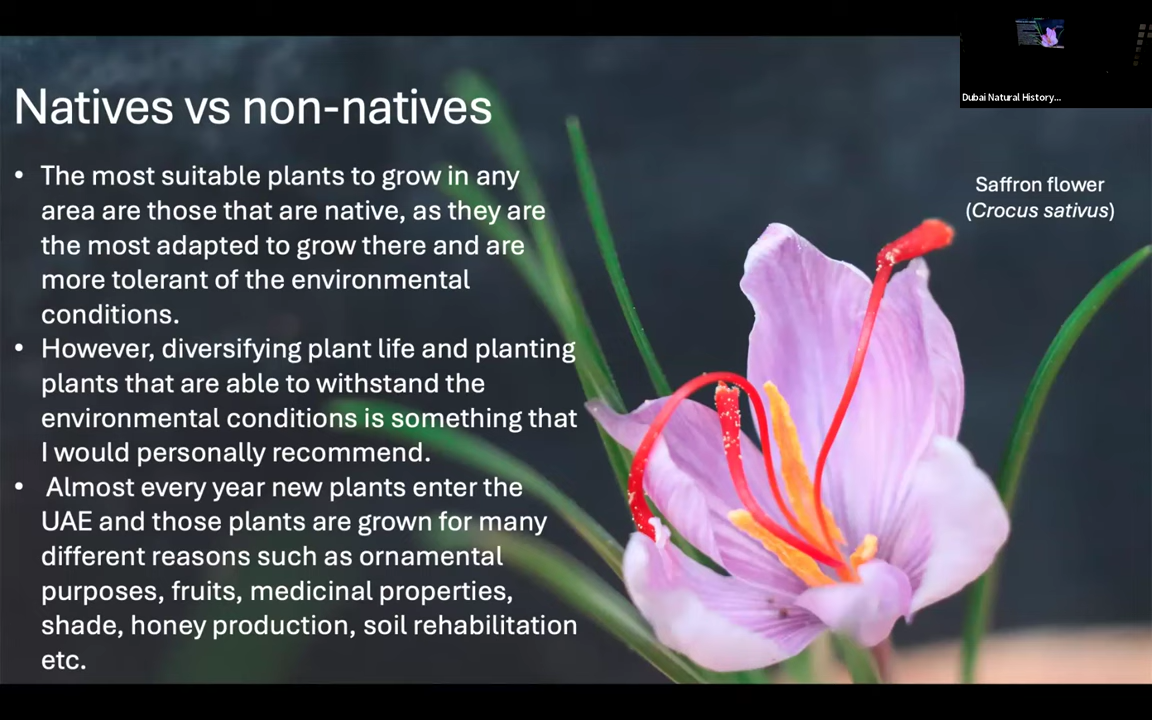 Natives vs non-natives
• The most suitable plants to grow in any
area are those that are native, as they are
the most adapted to grow there and are
more tolerant of the environmental
conditions.
• However, diversifying plant life and planting
plants that are able to withstand the
environmental conditions is something that
I would personally recommend.
• Almost every year new plants enter the
UAE and those plants are grown for many
different reasons such as ornamental
purposes, fruits, medicinal properties,
shade, honey production, soil rehabilitation
etc.
Dubai Natural History...
Saffron flower
(Crocus sativus)